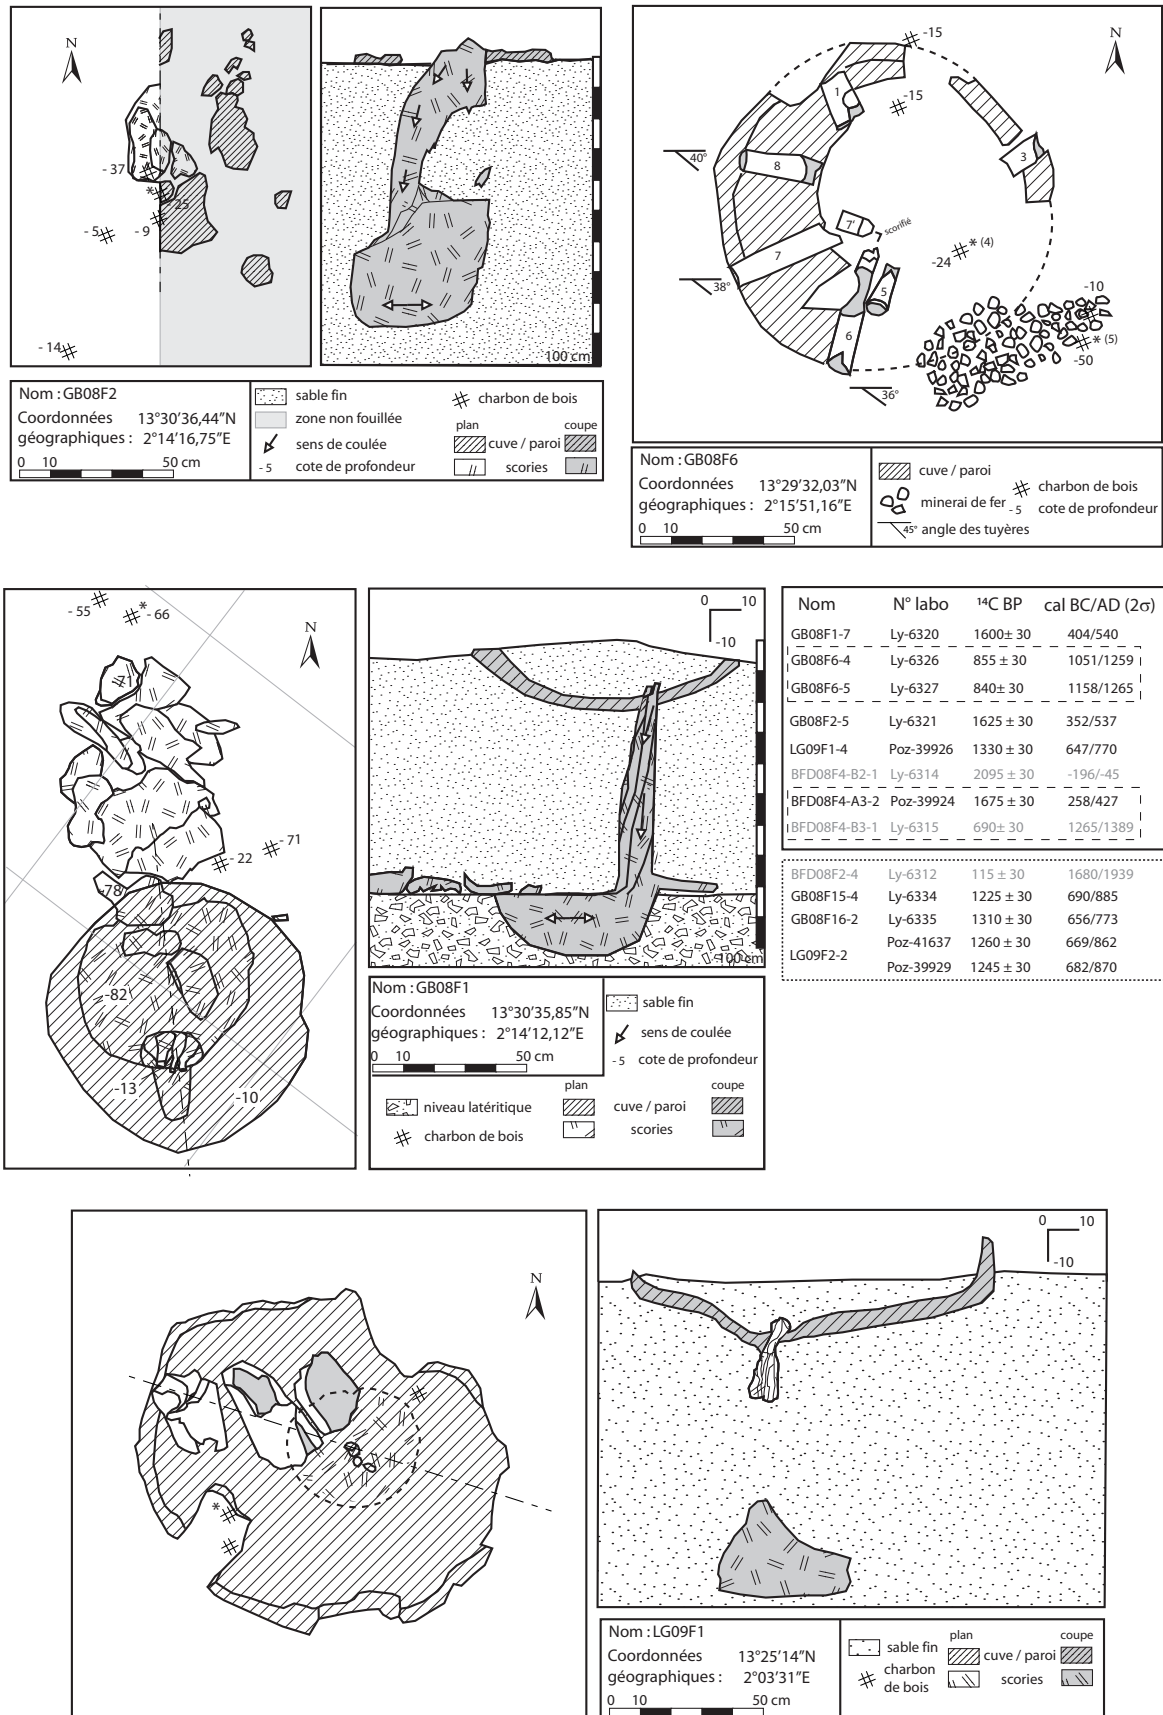 N
- 37
*
- 25
- 5
- 9
- 14
100 cm
Nom : GB08F2
Coordonnées 13°30’36,44”N
géographiques : 2°14’16,75”E
0 10 50 cm
sable fin
zone non fouillée
sens de coulée
- 5 cote de profondeur
charbon de bois
plan coupe
cuve / paroi
scories
N
-15
-15
1
3
8
40°
7'
scorifié
7
38°
5
6
36°
-24 * (4)
-10
* (5)
-50
Nom : GB08F6
Coordonnées 13°29’32,03”N
géographiques : 2°15’51,16”E
0 10 50 cm
cuve / paroi
minerai de fer
45° angle des tuyères
charbon de bois
- 5 cote de profondeur
- 55
* - 66
N
-71
- 71
- 22
-78
-82
-13
-10
0 10
-10
100 cm
Nom : GB08F1
Coordonnées 13°30’35,85”N
géographiques : 2°14’12,12”E
0 10 50 cm
sable fin
sens de coulée
- 5 cote de profondeur
plan coupe
niveau latéritique cuve / paroi
charbon de bois scories
Nom N° labo ¹⁴C BP cal BC/AD (2σ)
GB08F1-7 Ly-6320 1600± 30 404/540
GB08F6-4 Ly-6326 855 ± 30 1051/1259
GB08F6-5 Ly-6327 840± 30 1158/1265
GB08F2-5 Ly-6321 1625 ± 30 352/537
LG09F1-4 Poz-39926 1330 ± 30 647/770
BFD08F4-B2-1 Ly-6314 2095 ± 30 -196/-45
BFD08F4-A3-2 Poz-39924 1675 ± 30 258/427
BFD08F4-B3-1 Ly-6315 690± 30 1265/1389
BFD08F2-4 Ly-6312 115 ± 30 1680/1939
GB08F15-4 Ly-6334 1225 ± 30 690/885
GB08F16-2 Ly-6335 1310 ± 30 656/773
LG09F2-2 Poz-41637 1260 ± 30 669/862
Poz-39929 1245 ± 30 682/870
N
*
0 10
-10
Nom : LG09F1
Coordonnées 13°25’14”N
géographiques : 2°03’31”E
0 10 50 cm
sable fin
charbon
de bois
plan coupe
cuve / paroi
scories